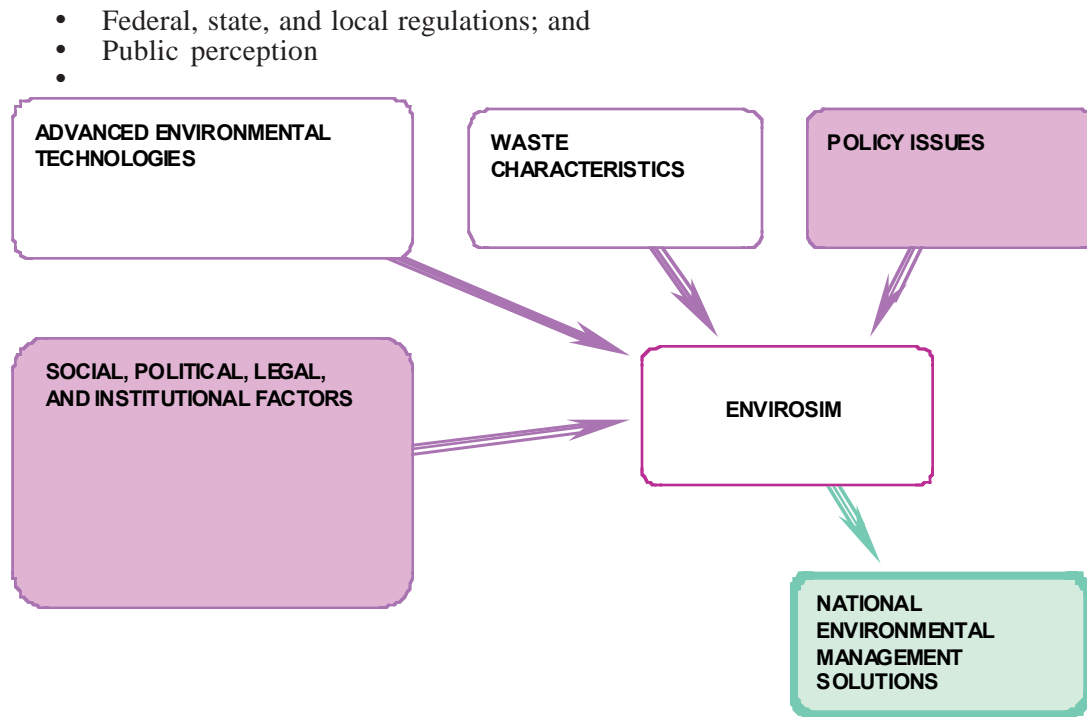 • Federal, state, and local regulations; and
• Public perception
•
ADVANCED ENVIRONMENTAL
TECHNOLOGIES
WASTE
CHARACTERISTICS
POLICY ISSUES
SOCIAL, POLITICAL, LEGAL,
AND INSTITUTIONAL FACTORS
ENVIROSIM
NATIONAL
ENVIRONMENTAL
MANAGEMENT
SOLUTIONS